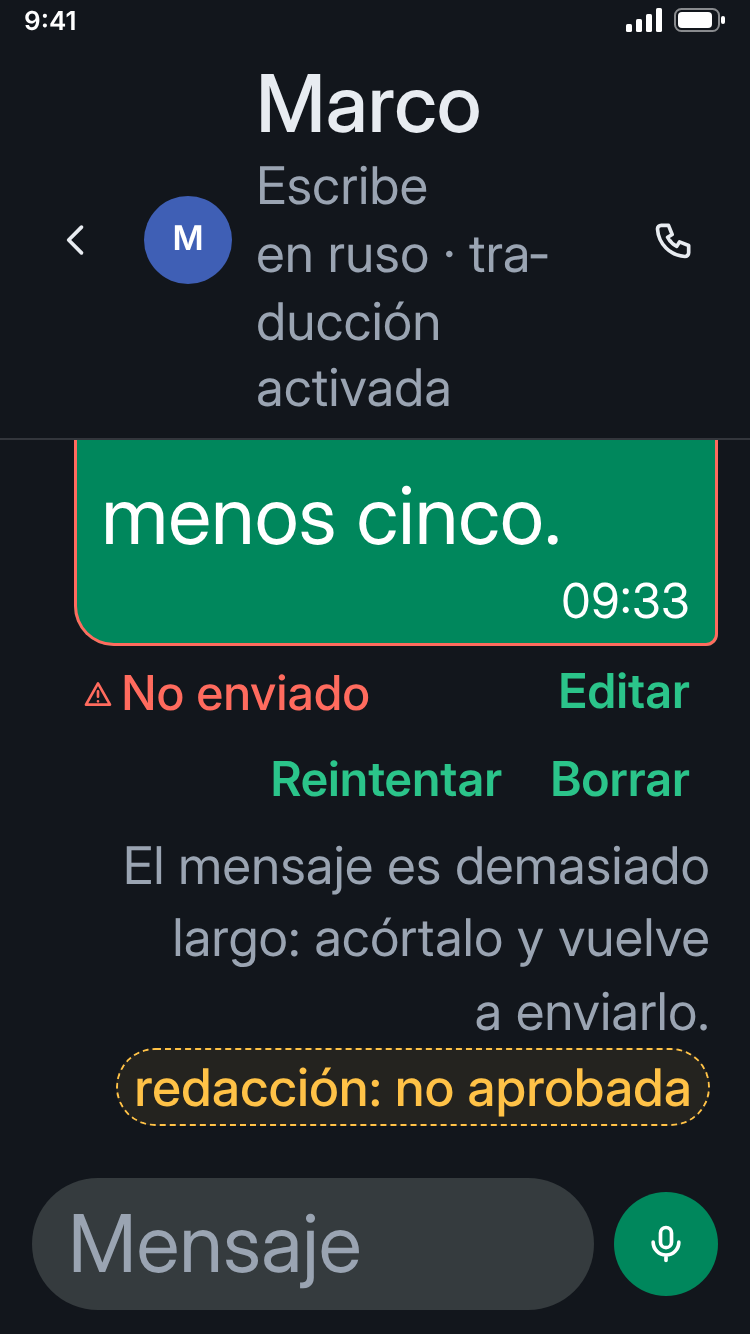 9:41
Marco
Escribe
en ruso · tra-
ducción
activada
M
menos cinco.
09:33
No enviado
Editar
Reintentar Borrar
El mensaje es demasiado
largo: acórtalo y vuelve
a enviarlo.
redacción: no aprobada
Mensaje